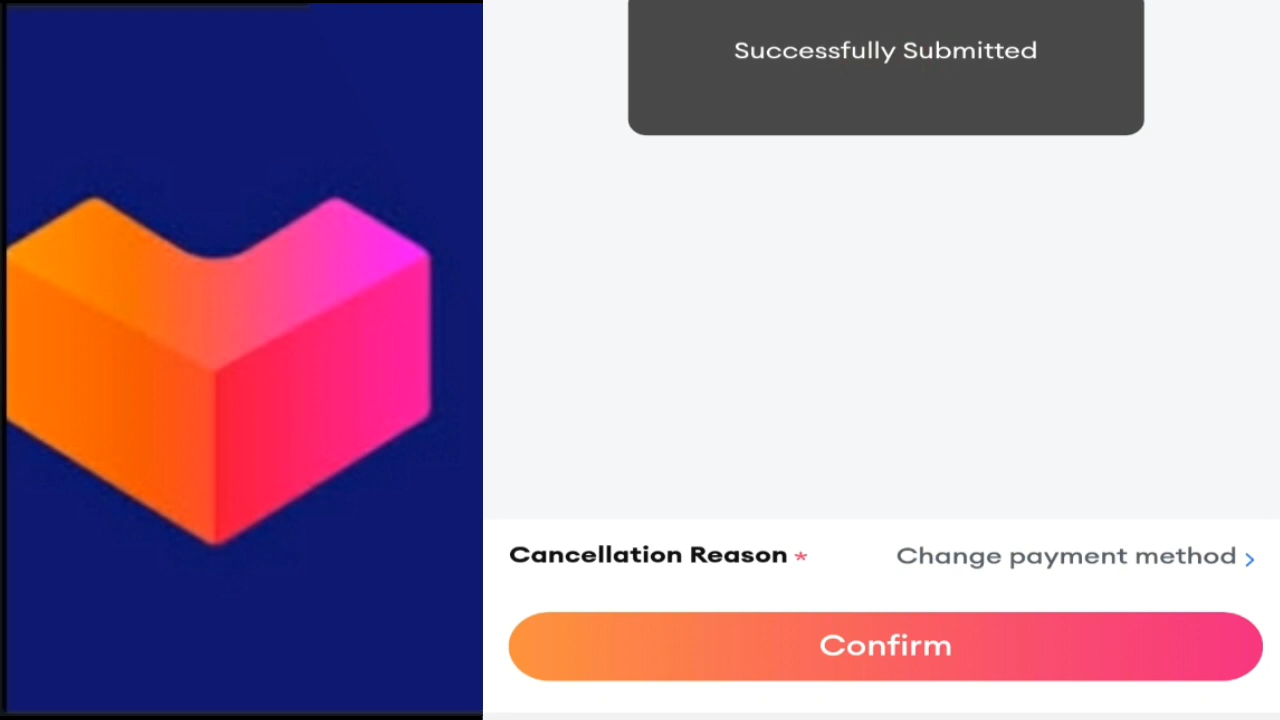 Successfully Submitted
Cancellation Reason * Change payment method >
Confirm